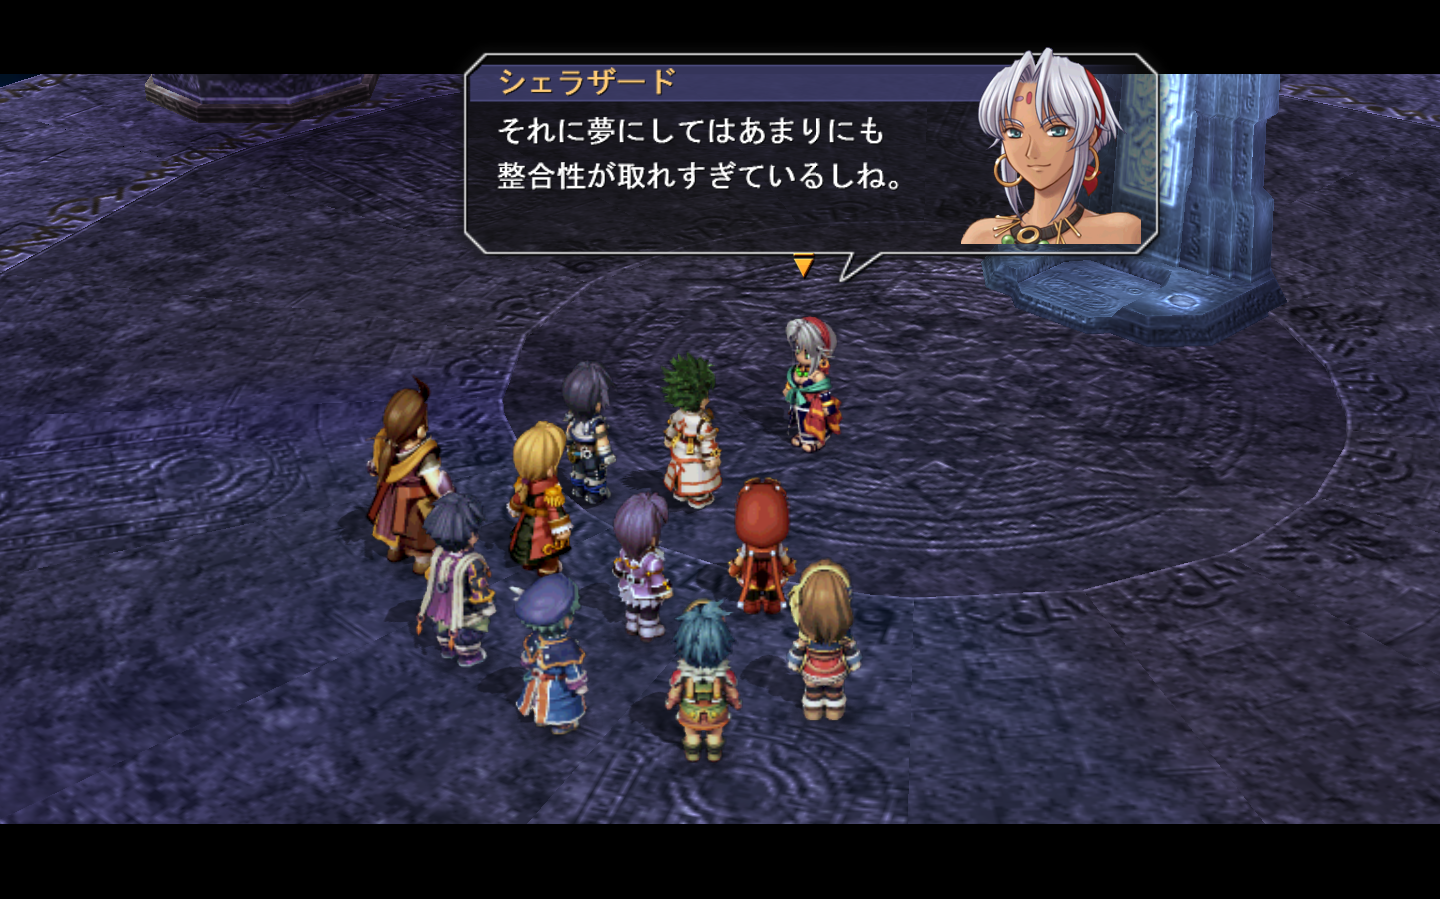 シェラザード
それに夢にしてはあまりにも
整合性が取れすぎているしね。